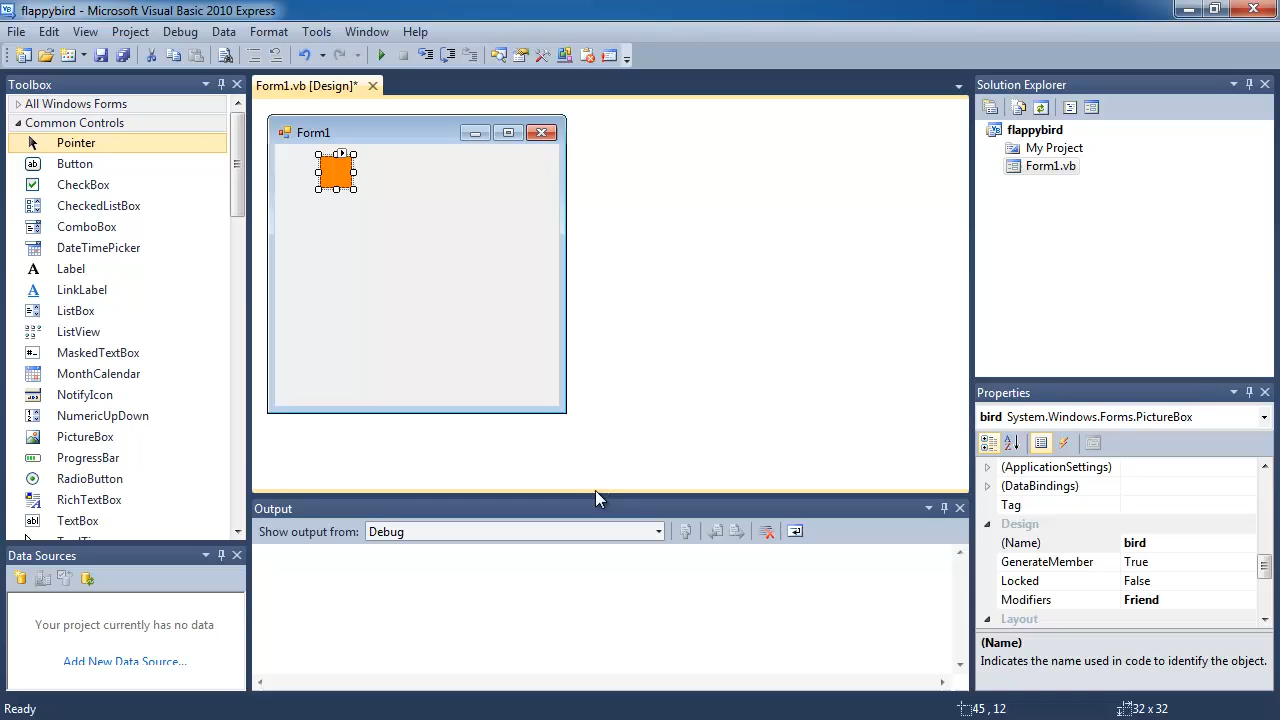 flappybird - Microsoft Visual Basic 2010 Express
File Edit View Project Debug Data Format Tools Window Help
Toolbox
All Windows Forms
Common Controls
Pointer
Button
CheckBox
CheckedListBox
ComboBox
DateTimePicker
Label
LinkLabel
ListBox
ListView
MaskedTextBox
MonthCalendar
NotifyIcon
NumericUpDown
PictureBox
ProgressBar
RadioButton
RichTextBox
TextBox
Data Sources
Your project currently has no data
Add New Data Source...
Form1.vb [Design]*
Form1
Output
Show output from: Debug
Solution Explorer
flappybird
My Project
Form1.vb
Properties
bird System.Windows.Forms.PictureBox
(ApplicationSettings)
(DataBindings)
Tag
Design
(Name) bird
GenerateMember True
Locked False
Modifiers Friend
Layout
(Name)
Indicates the name used in code to identify the object.
Ready
45 , 12
32 x 32